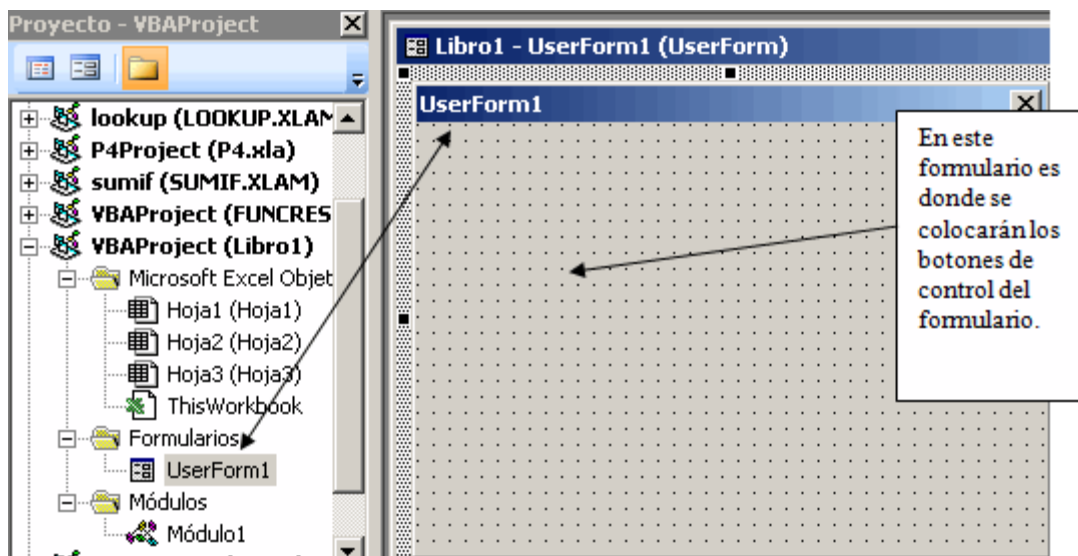 Proyecto - VBAProject
lookup (LOOKUP.XLAM
P4Project (P4.xla)
sumif (SUMIF.XLAM)
VBAProject (FUNCRES
VBAProject (Libro1)
Microsoft Excel Objet
Hoja1 (Hoja1)
Hoja2 (Hoja2)
Hoja3 (Hoja3)
ThisWorkbook
Formularios
UserForm1
Módulos
Módulo1
Libro1 - UserForm1 (UserForm)
UserForm1
En este
formulario es
donde se
colocarán los
botones de
control del
formulario.